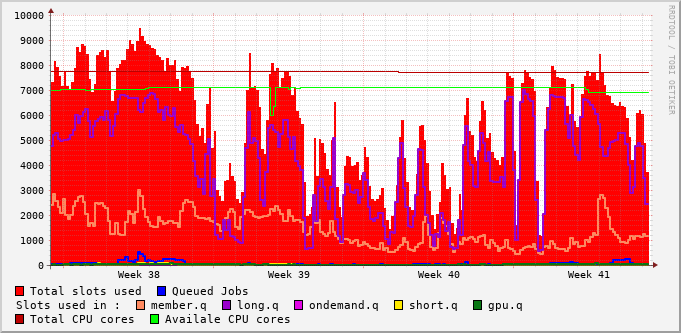 10000
9000
8000
7000
6000
5000
4000
3000
2000
1000
0
Week 38 Week 39 Week 40 Week 41
Total slots used Queued Jobs
Slots used in : member.q long.q ondemand.q short.q gpu.q
Total CPU cores Availale CPU cores
RRDTOOL / TOBI OETIKER